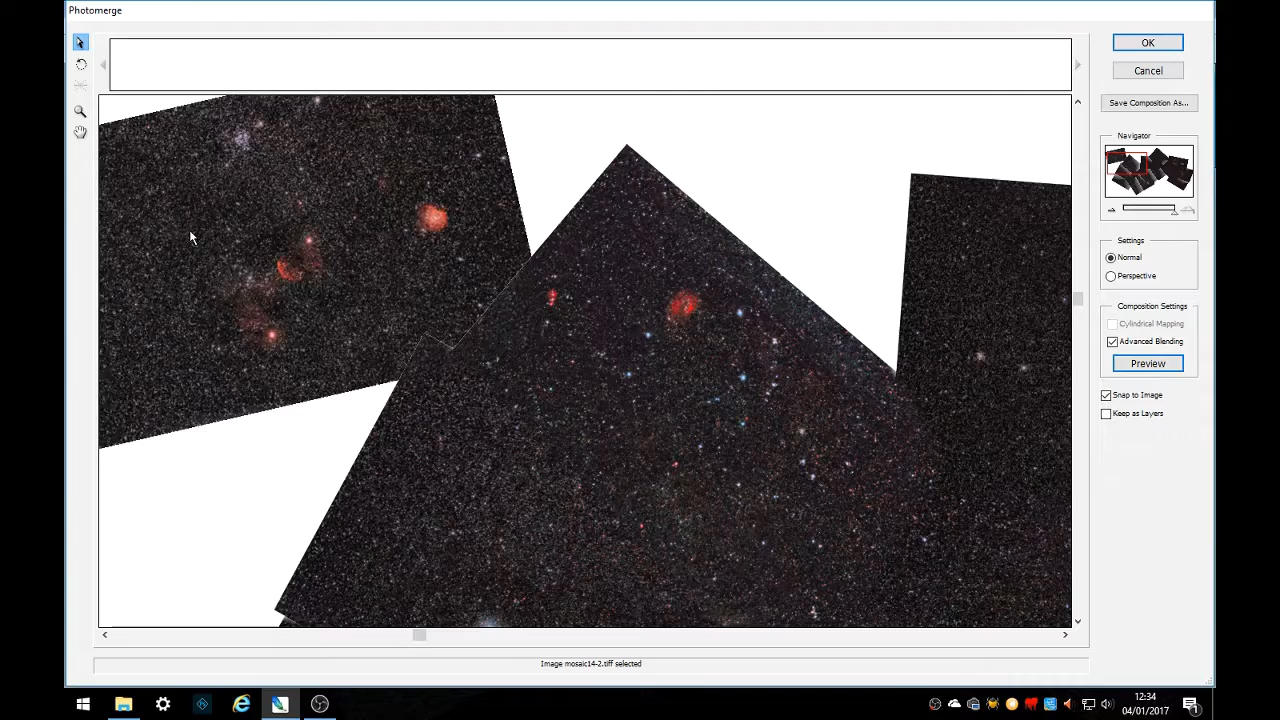 Photomerge
OK
Cancel
Save Composition As...
Navigator
Settings
Normal
Perspective
Composition Settings
Cylindrical Mapping
Advanced Blending
Preview
Snap to Image
Keep as Layers
Image mosaic14-2.tiff selected
12:34
04/01/2017